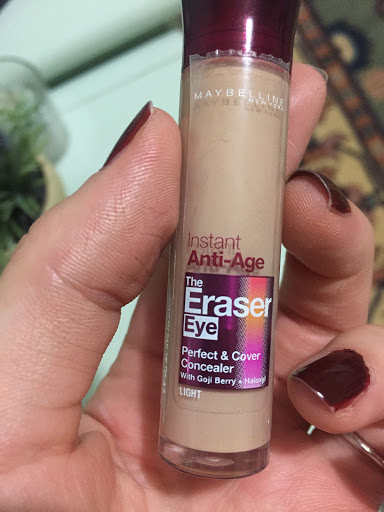 MAYBELLINE
NEW YORK
Instant
Anti-Age
The
Eraser
Eye
Perfect & Cover
Concealer
With Goji Berry + Haloxyl
LIGHT